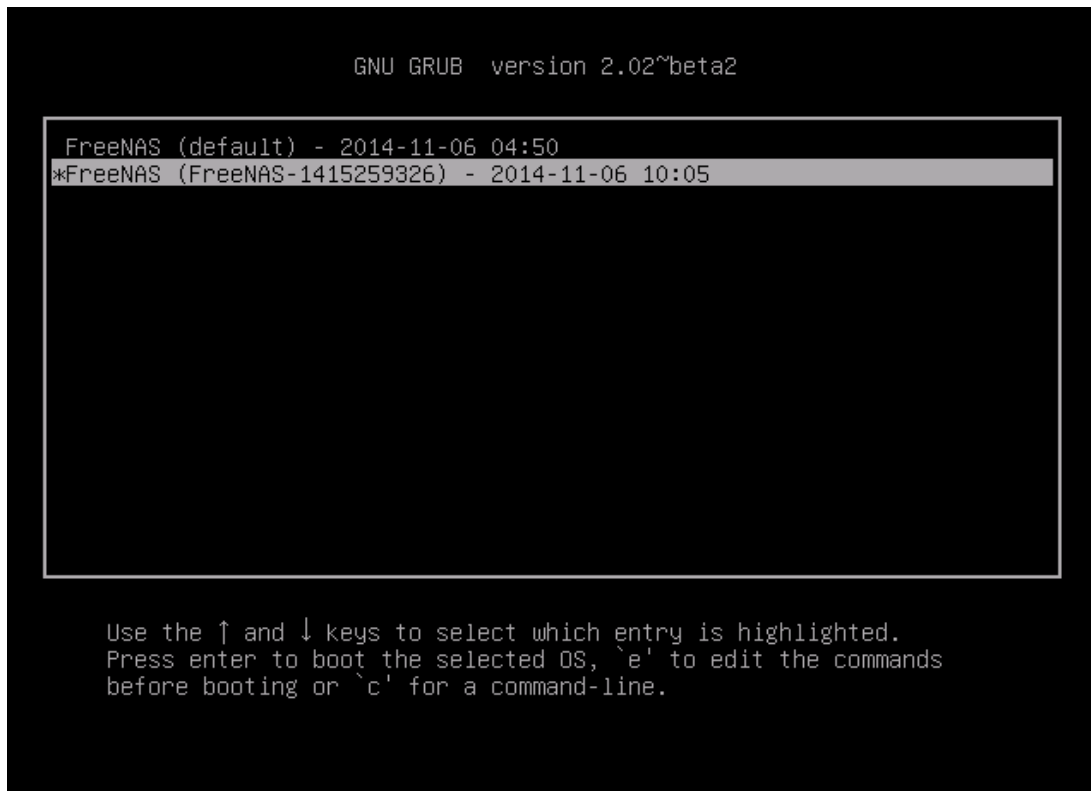 GNU GRUB  version 2.02~beta2
FreeNAS (default) - 2014-11-06 04:50
*FreeNAS (FreeNAS-1415259326) - 2014-11-06 10:05
Use the ↑ and ↓ keys to select which entry is highlighted.
Press enter to boot the selected OS, `e' to edit the commands
before booting or `c' for a command-line.